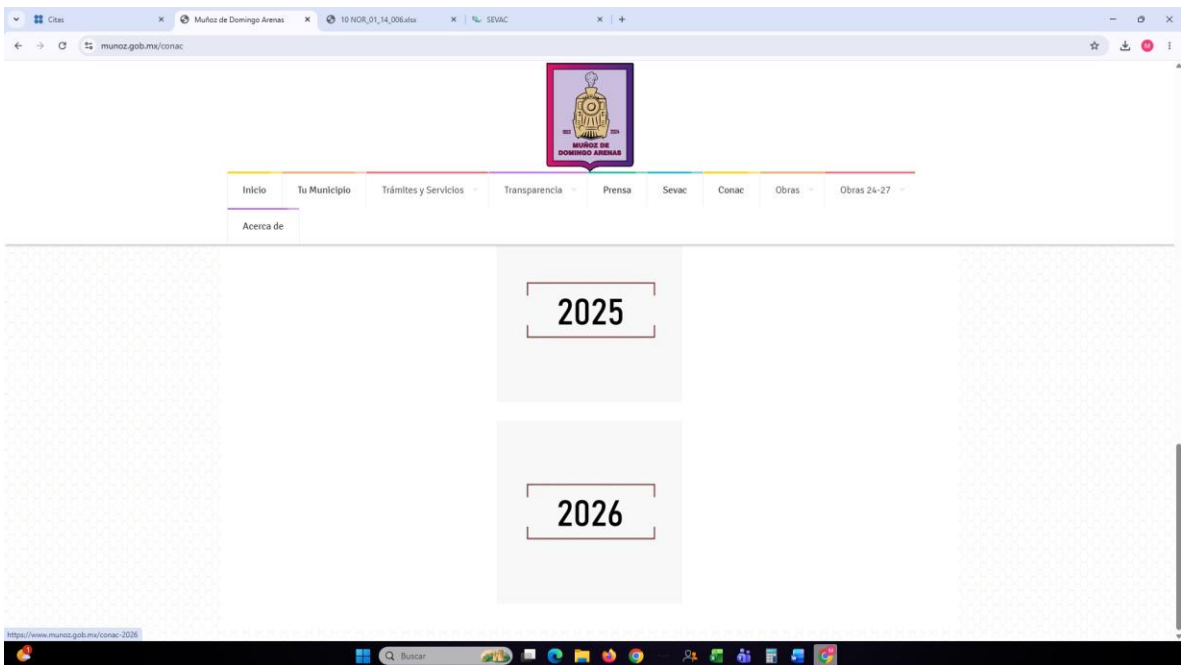 Citas
Muñoz de Domingo Arenas
10 NOR_01_14_006.xlsx
SEVAC
munoz.gob.mx/conac
M
MUÑOZ DE
DOMINGO ARENAS
Inicio
Tu Municipio
Trámites y Servicios
Transparencia
Prensa
Sevac
Conac
Obras
Obras 24-27
Acerca de
2025
2026
https://www.munoz.gob.mx/conac-2026
Buscar